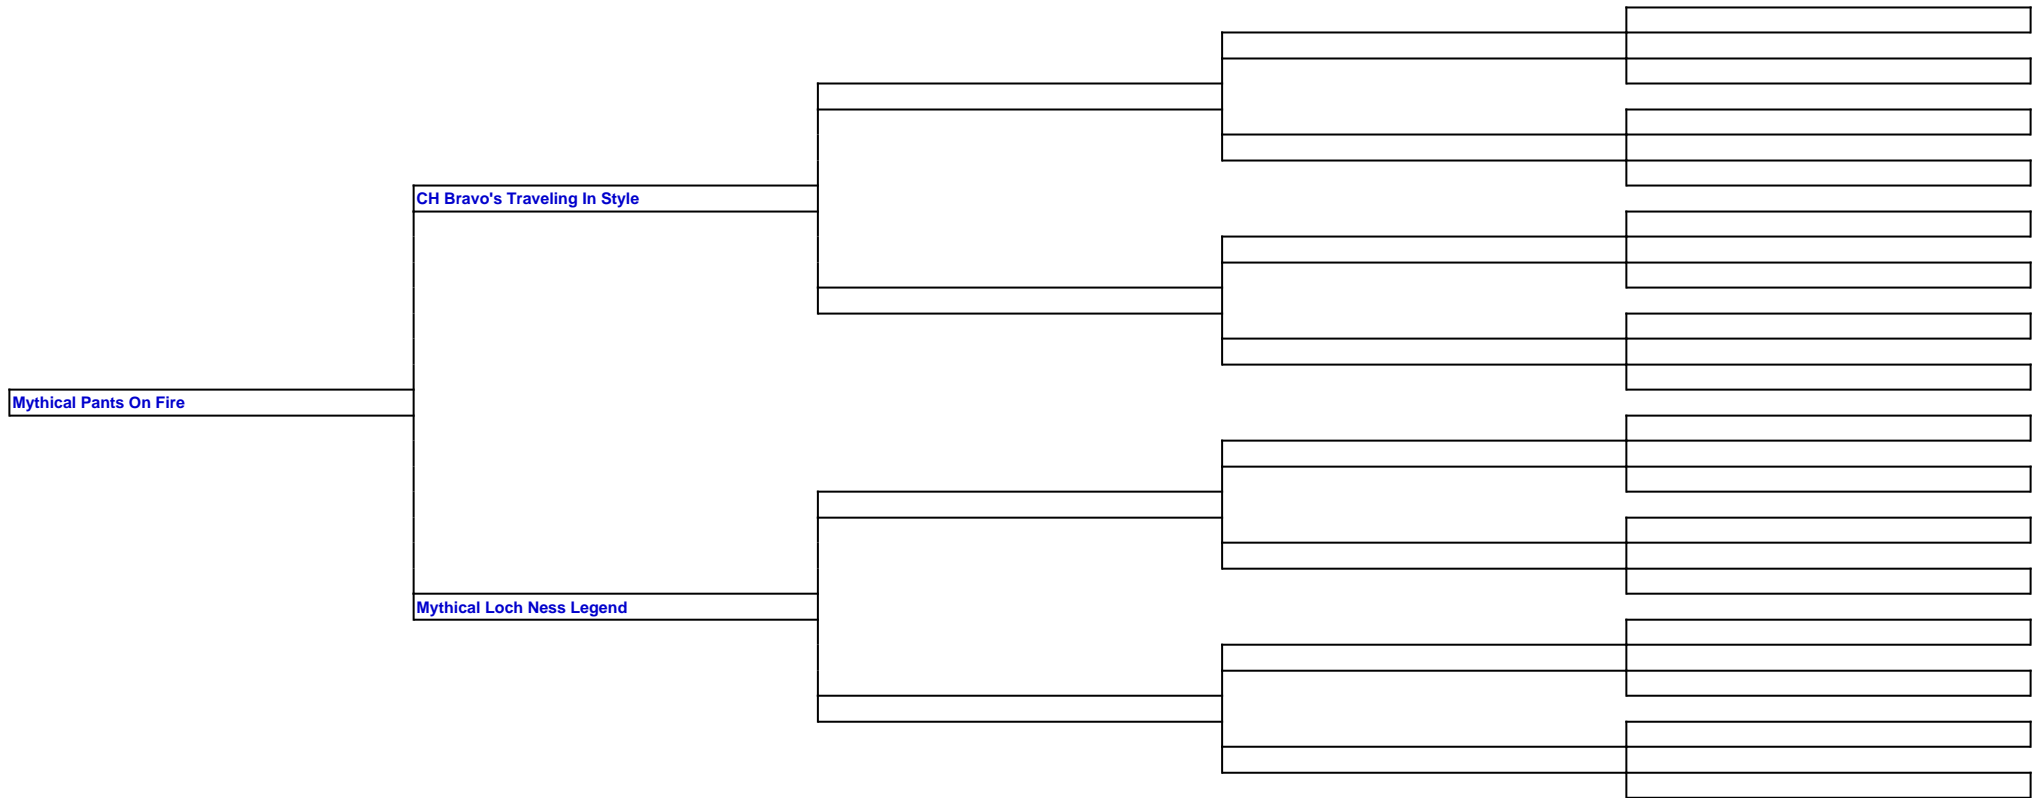 CH Bravo's Traveling In Style
Mythical Pants On Fire
Mythical Loch Ness Legend